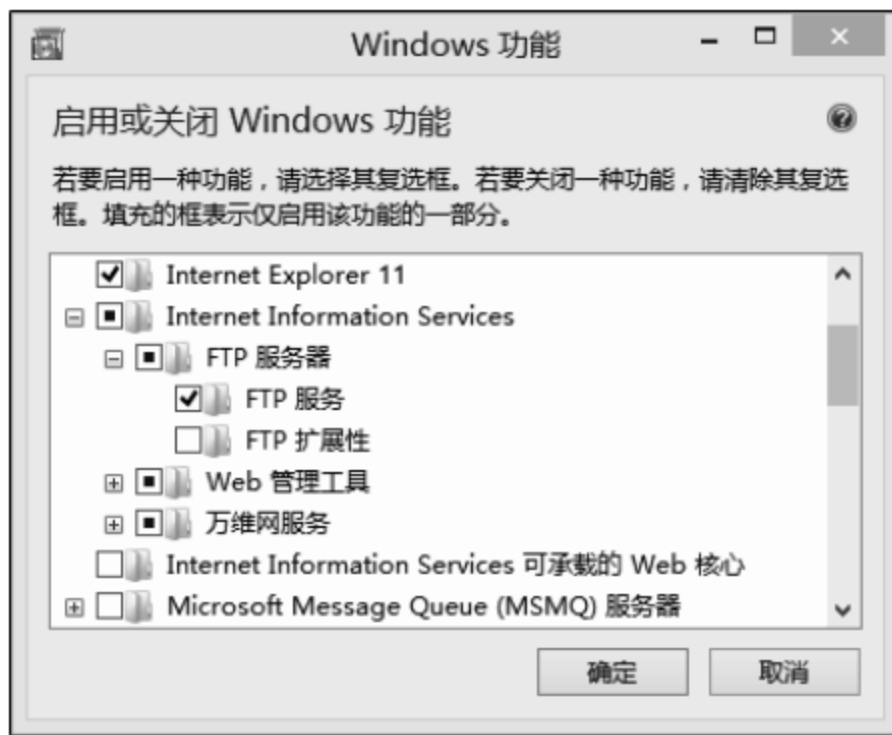 Windows 功能
启用或关闭 Windows 功能
若要启用一种功能，请选择其复选框。若要关闭一种功能，请清除其复选
框。填充的框表示仅启用该功能的一部分。
Internet Explorer 11
Internet Information Services
FTP 服务器
FTP 服务
FTP 扩展性
Web 管理工具
万维网服务
Internet Information Services 可承载的 Web 核心
Microsoft Message Queue (MSMQ) 服务器
确定
取消